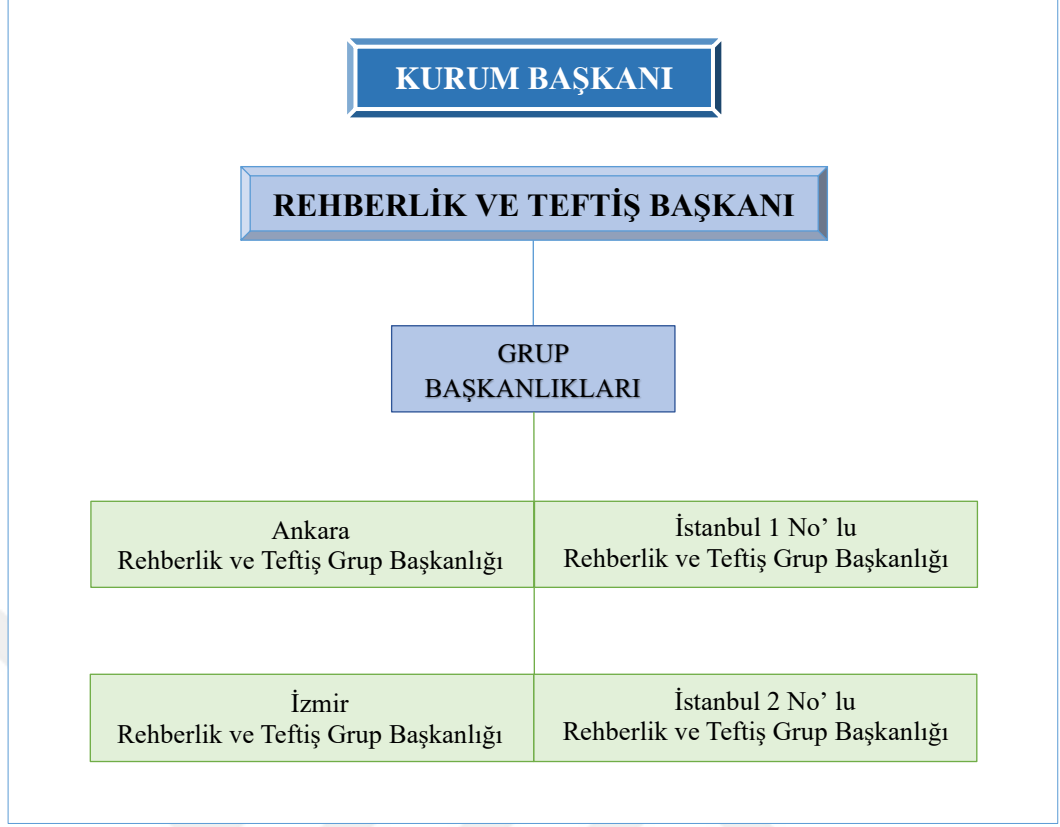 KURUM BAŞKANI
REHBERLİK VE TEFTİŞ BAŞKANI
GRUP
BAŞKANLIKLARI
Ankara
Rehberlik ve Teftiş Grup Başkanlığı
İstanbul 1 No’ lu
Rehberlik ve Teftiş Grup Başkanlığı
İzmir
Rehberlik ve Teftiş Grup Başkanlığı
İstanbul 2 No’ lu
Rehberlik ve Teftiş Grup Başkanlığı